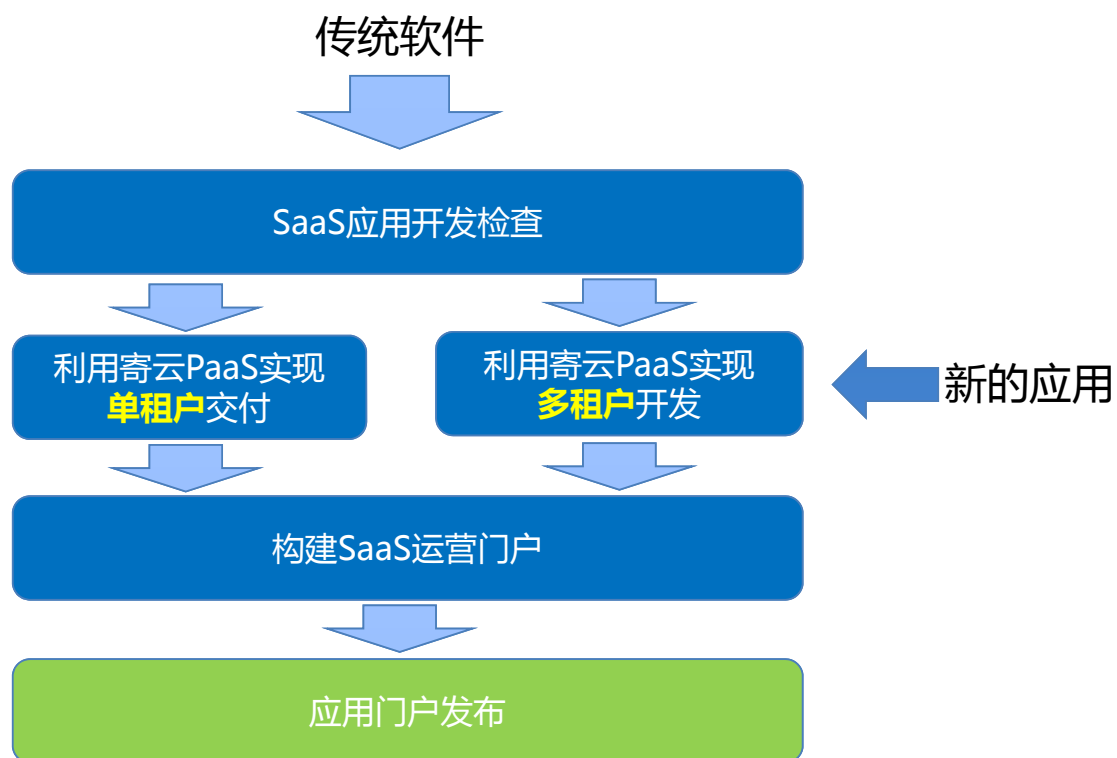 传统软件
SaaS应用开发检查
利用寄云PaaS实现
单租户交付
利用寄云PaaS实现
多租户开发
新的应用
构建SaaS运营门户
应用门户发布